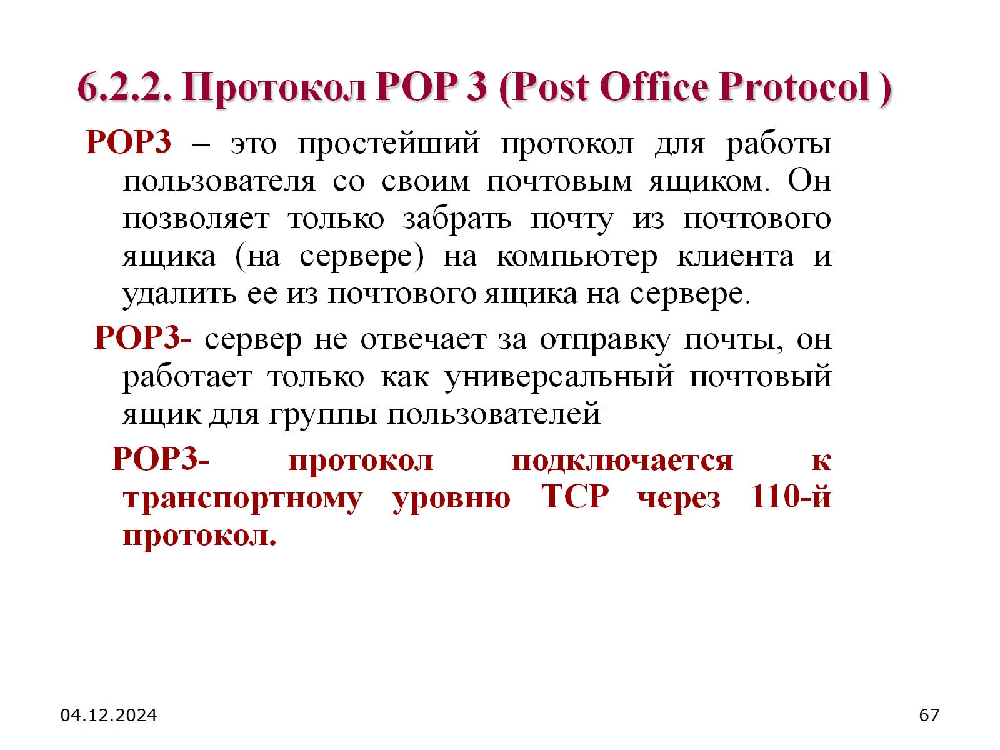 6.2.2. Протокол POP 3 (Post Office Protocol )
POP3 – это простейший протокол для работы
пользователя со своим почтовым ящиком. Он
позволяет только забрать почту из почтового
ящика (на сервере) на компьютер клиента и
удалить ее из почтового ящика на сервере.
POP3- сервер не отвечает за отправку почты, он
работает только как универсальный почтовый
ящик для группы пользователей
POP3- протокол подключается к
транспортному уровню TCP через 110-й
протокол.
04.12.2024
67